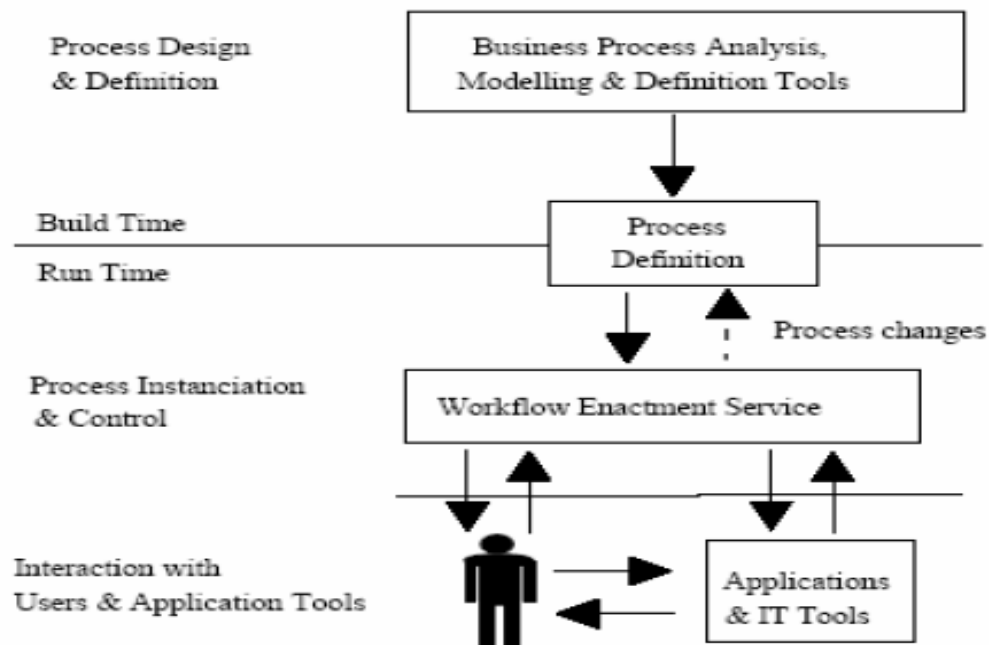 Process Design
& Definition
Business Process Analysis,
Modelling & Definition Tools
Build Time
Process
Definition
Run Time
Process changes
Process Instanciation
& Control
Workflow Enactment Service
Interaction with
Users & Application Tools
Applications
& IT Tools